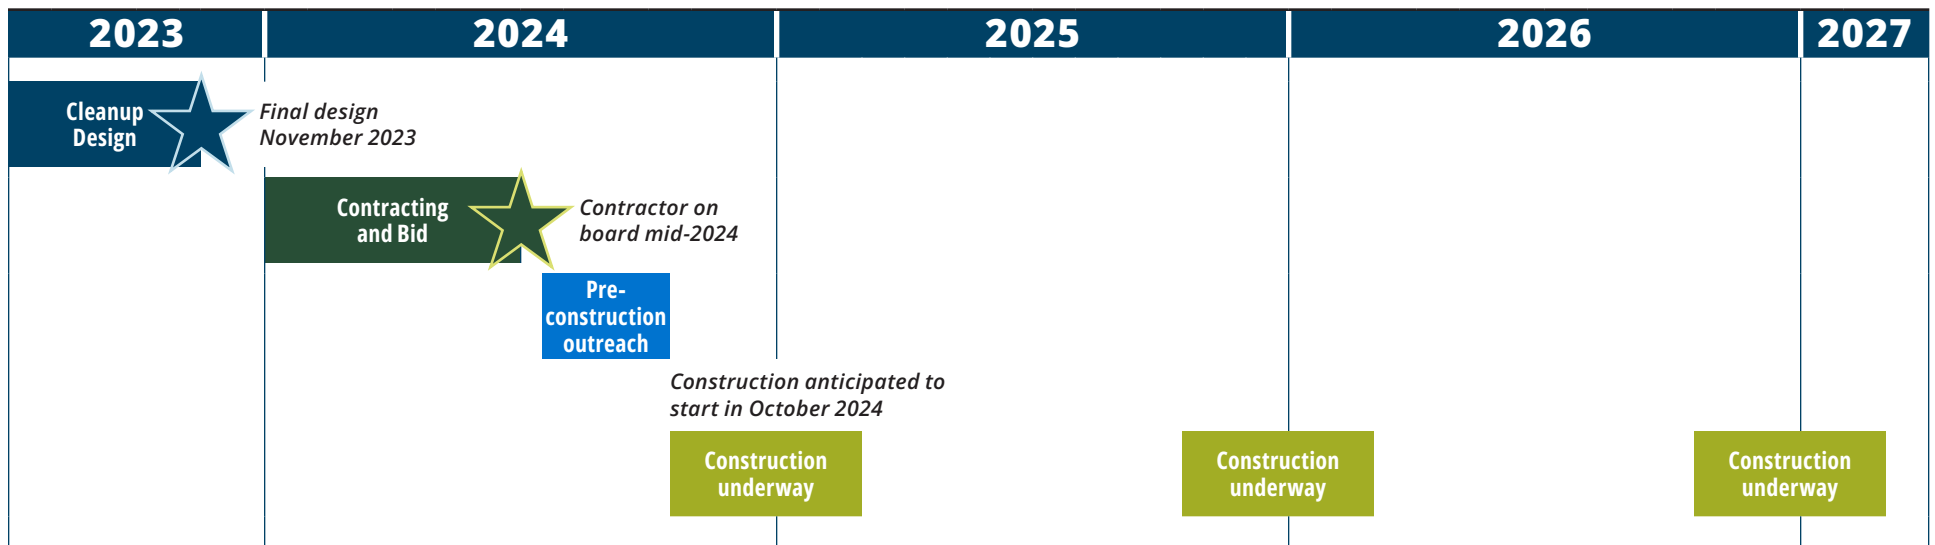 2023 2024 2025 2026 2027
Cleanup
Design
Final design
November 2023
Contracting
and Bid
Contractor on
board mid-2024
Pre-
construction
outreach
Construction anticipated to
start in October 2024
Construction
underway
Construction
underway
Construction
underway